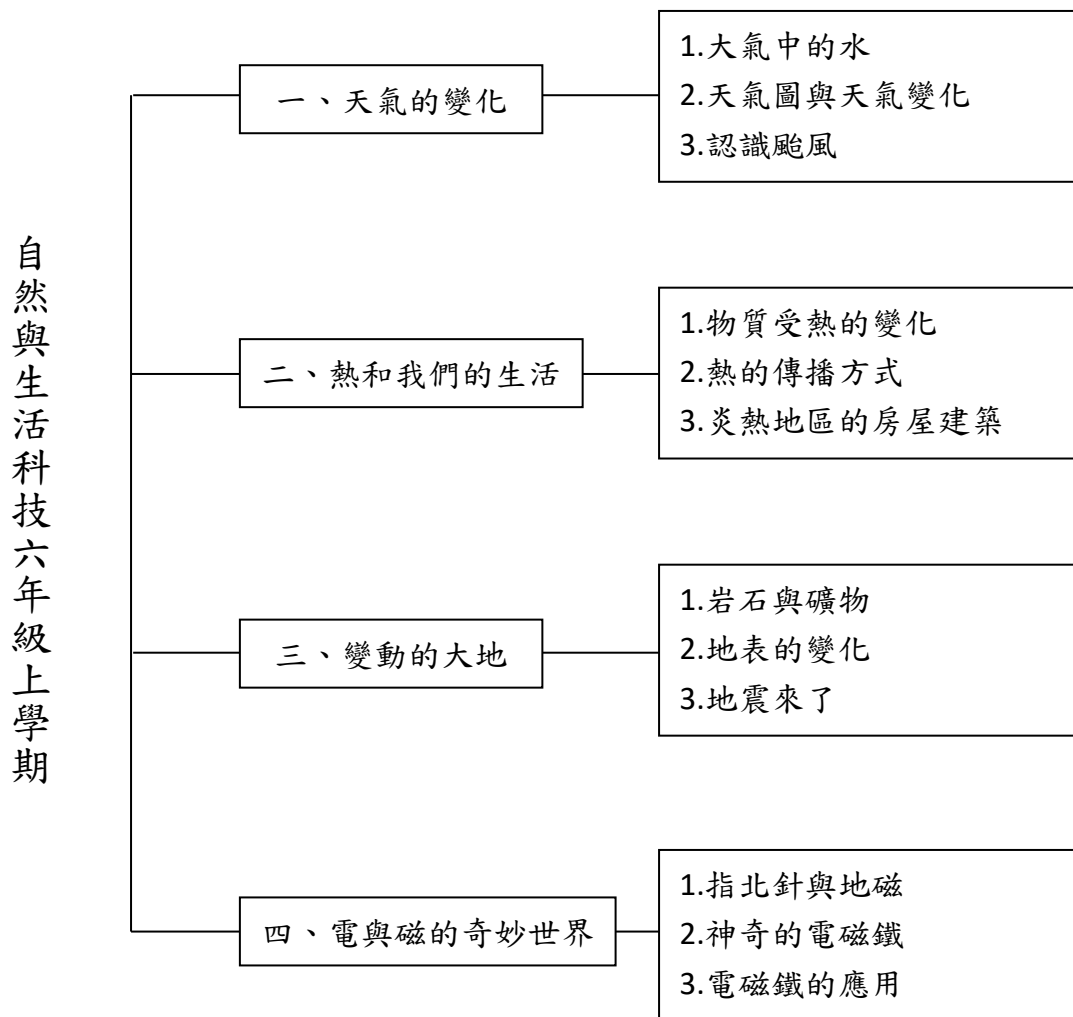 自然與生活科技六年級上學期
一、天氣的變化
1.大氣中的水
2.天氣圖與天氣變化
3.認識颱風
二、熱和我們的生活
1.物質受熱的變化
2.熱的傳播方式
3.炎熱地區的房屋建築
三、變動的大地
1.岩石與礦物
2.地表的變化
3.地震來了
四、電與磁的奇妙世界
1.指北針與地磁
2.神奇的電磁鐵
3.電磁鐵的應用